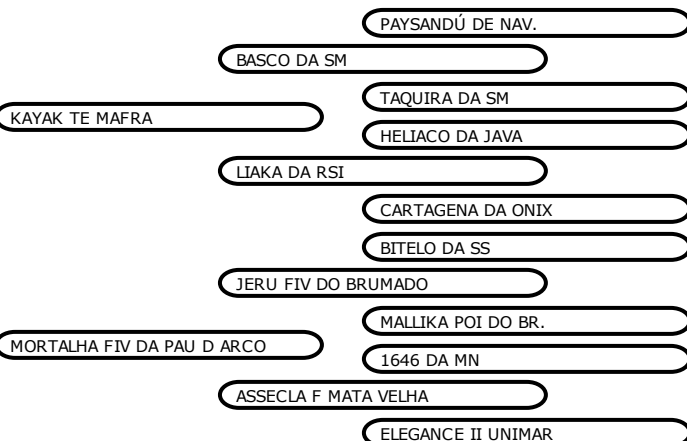 PAYSANDÚ DE NAV.
BASCO DA SM
TAQUIRA DA SM
KAYAK TE MAFRA
HELIACO DA JAVA
LIAKA DA RSI
CARTAGENA DA ONIX
BITELO DA SS
JERU FIV DO BRUMADO
MALLIKA POI DO BR.
MORTALHA FIV DA PAU D ARCO
1646 DA MN
ASSECLA F MATA VELHA
ELEGANCE II UNIMAR